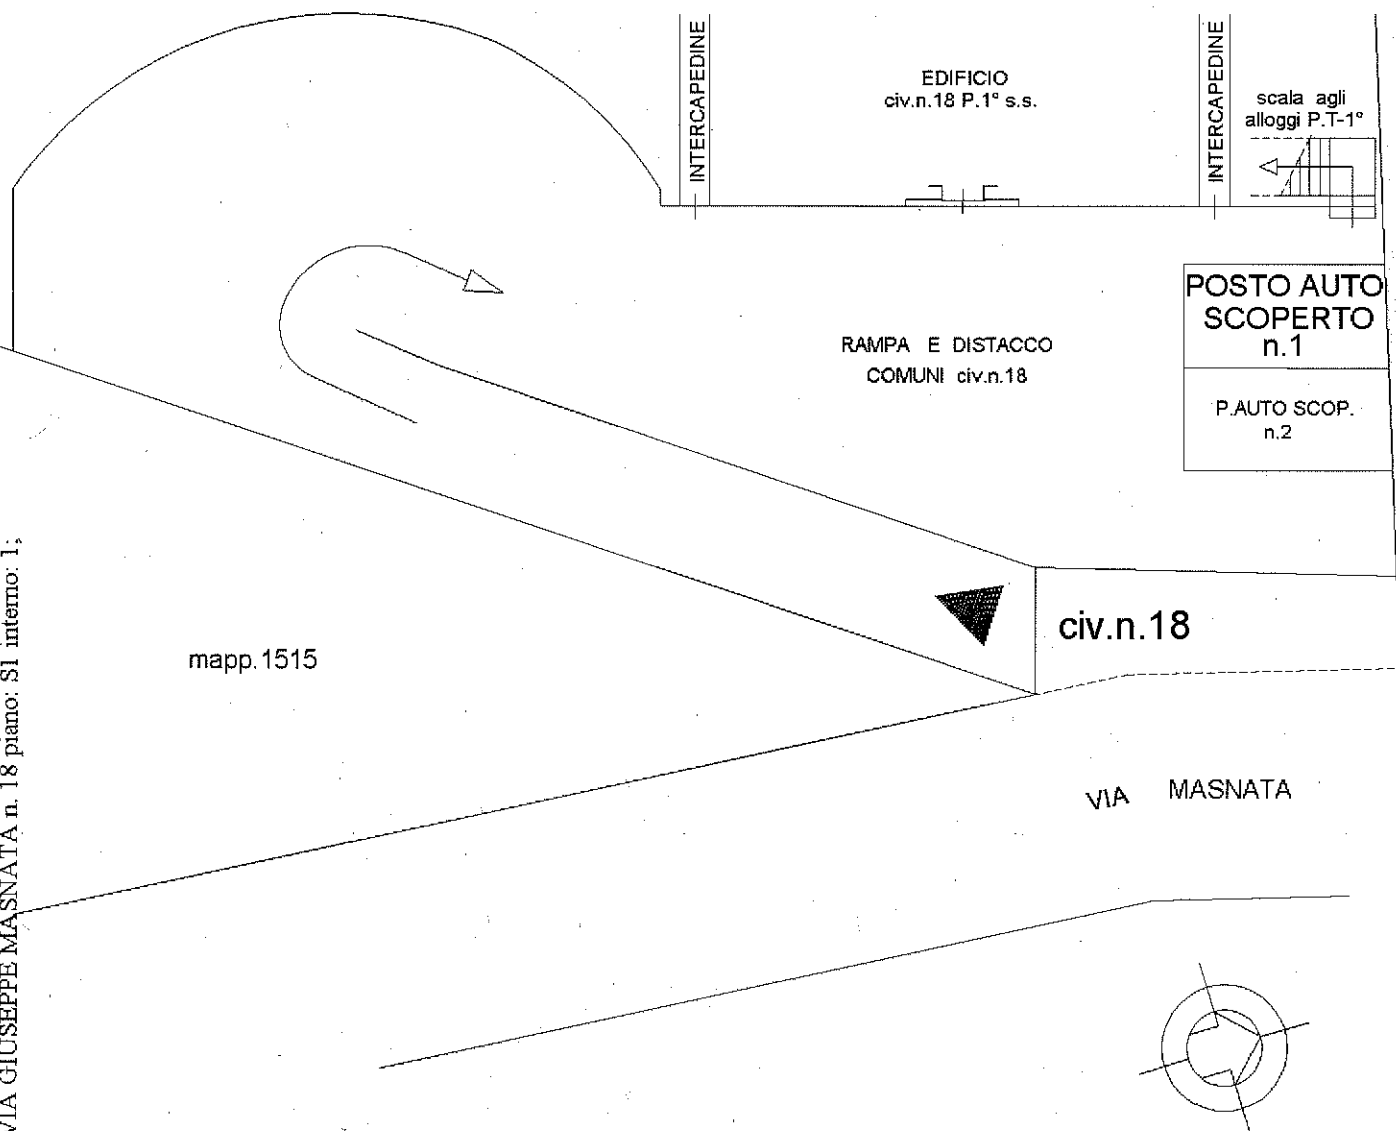 INTERCAPEDINE
EDIFICIO
civ.n.18 P.1° s.s.
INTERCAPEDINE
scala agli
alloggi P.T-1°
POSTO AUTO
SCOPERTO
n.1
RAMPA E DISTACCO
COMUNI civ.n.18
P.AUTO SCOP.
n.2
civ.n.18
mapp.1515
VIA MASNATA
VIA GIUSEPPE MASNATA n. 18 piano: S1 interno: 1;